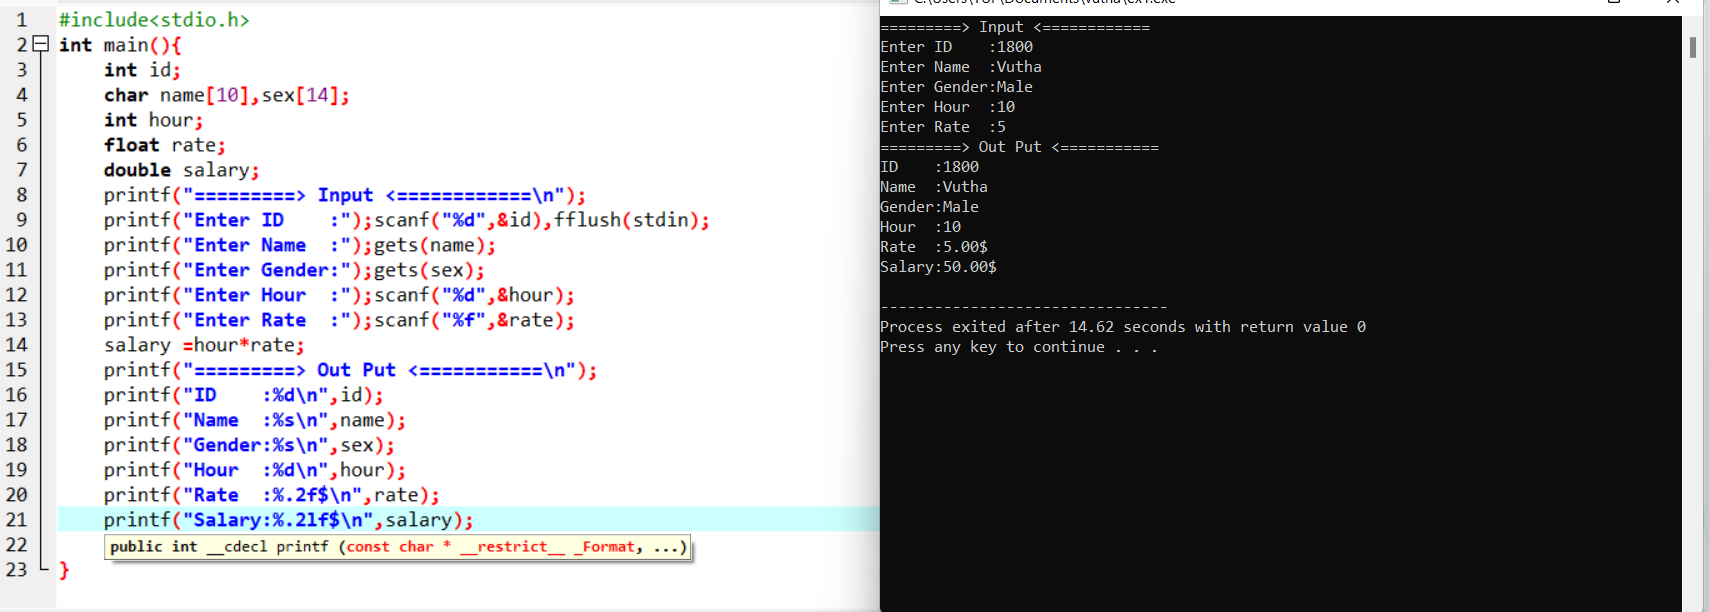 1 #include<stdio.h>
2 int main(){
3 int id;
4 char name[10],sex[14];
5 int hour;
6 float rate;
7 double salary;
8 printf("=========> Input <============\n");
9 printf("Enter ID    :");scanf("%d",&id),fflush(stdin);
10 printf("Enter Name  :");gets(name);
11 printf("Enter Gender:");gets(sex);
12 printf("Enter Hour  :");scanf("%d",&hour);
13 printf("Enter Rate  :");scanf("%f",&rate);
14 salary =hour*rate;
15 printf("=========> Out Put <===========\n");
16 printf("ID    :%d\n",id);
17 printf("Name  :%s\n",name);
18 printf("Gender:%s\n",sex);
19 printf("Hour  :%d\n",hour);
20 printf("Rate  :%.2f$\n",rate);
21 printf("Salary:%.2lf$\n",salary);
22 public int __cdecl printf (const char * __restrict__ _Format, ...)
23 }
C:\Users\TUF\Documents\vutha\ex1.exe
=========> Input <============
Enter ID    :1800
Enter Name  :Vutha
Enter Gender:Male
Enter Hour  :10
Enter Rate  :5
=========> Out Put <===========
ID    :1800
Name  :Vutha
Gender:Male
Hour  :10
Rate  :5.00$
Salary:50.00$
--------------------------------
Process exited after 14.62 seconds with return value 0
Press any key to continue . . .